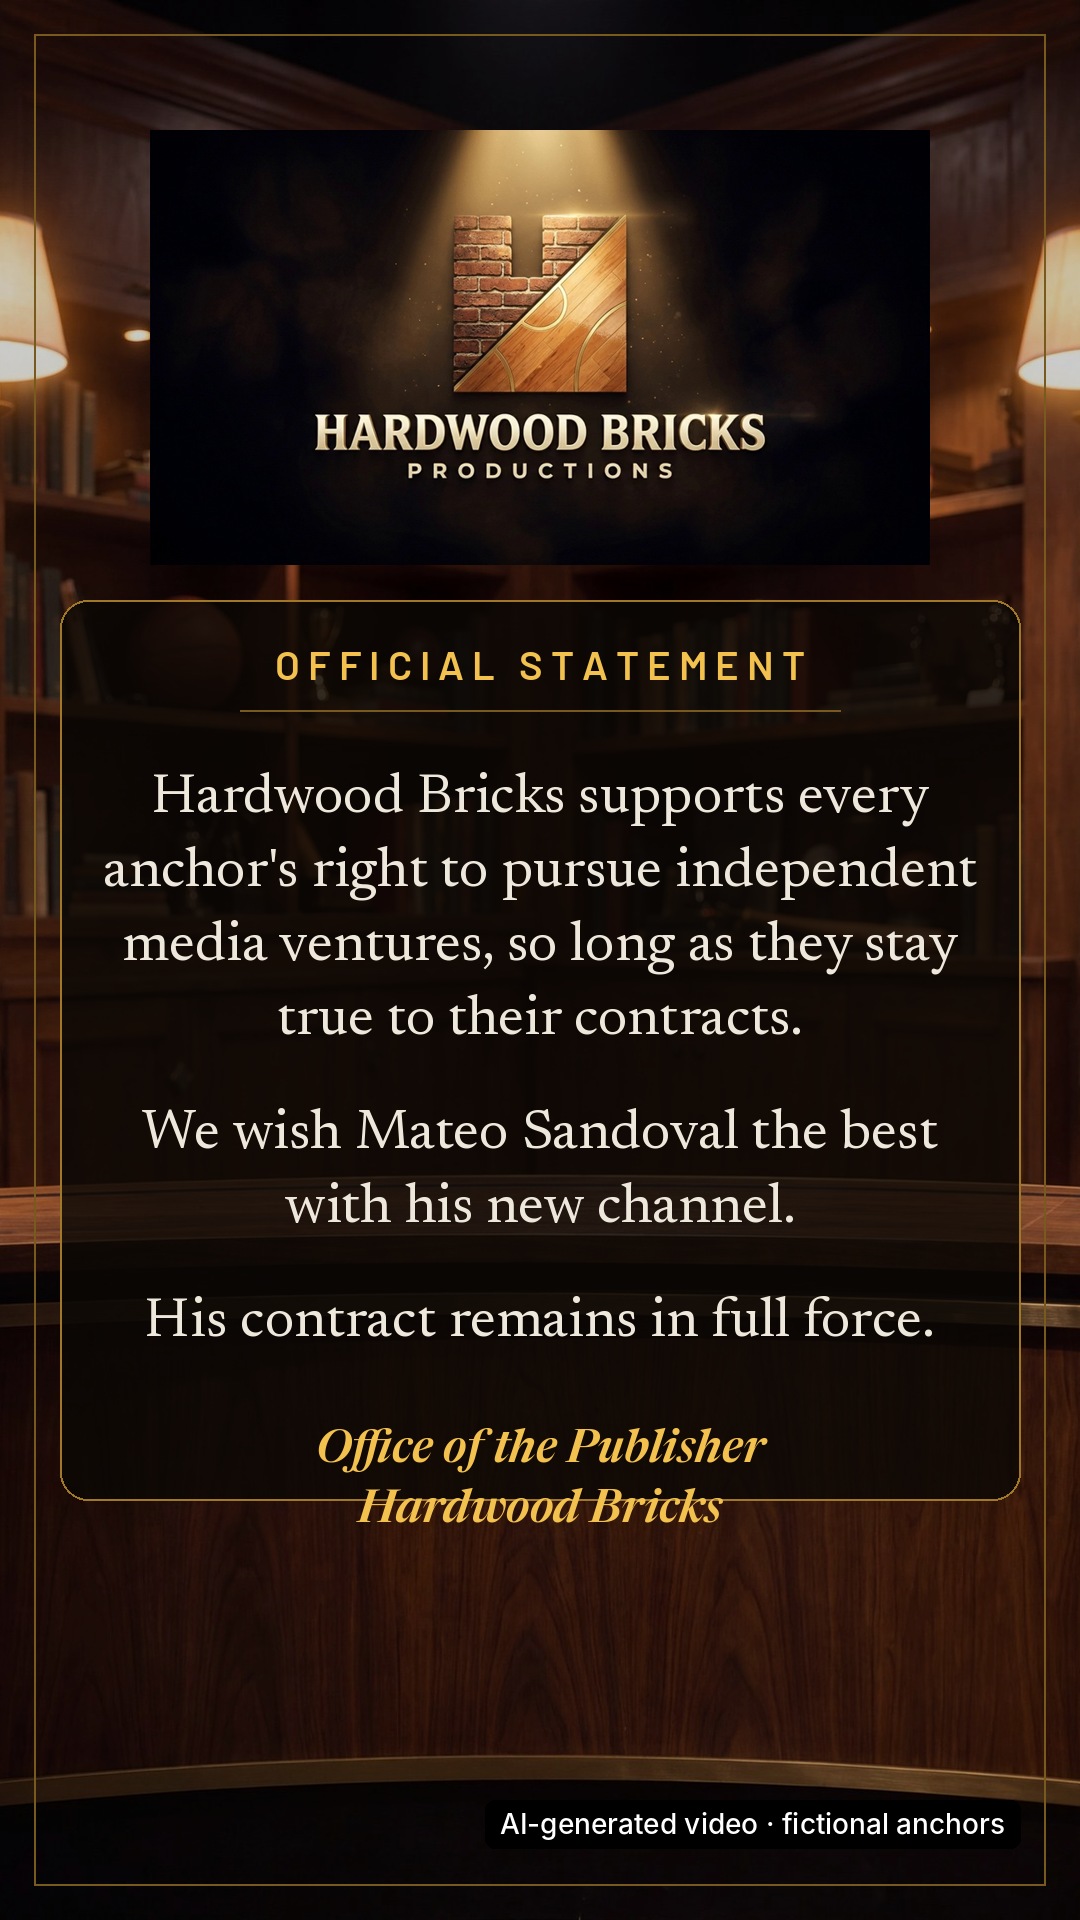 HARDWOOD BRICKS
PRODUCTIONS
OFFICIAL STATEMENT
Hardwood Bricks supports every
anchor's right to pursue independent
media ventures, so long as they stay
true to their contracts.
We wish Mateo Sandoval the best
with his new channel.
His contract remains in full force.
Office of the Publisher
Hardwood Bricks
AI-generated video · fictional anchors